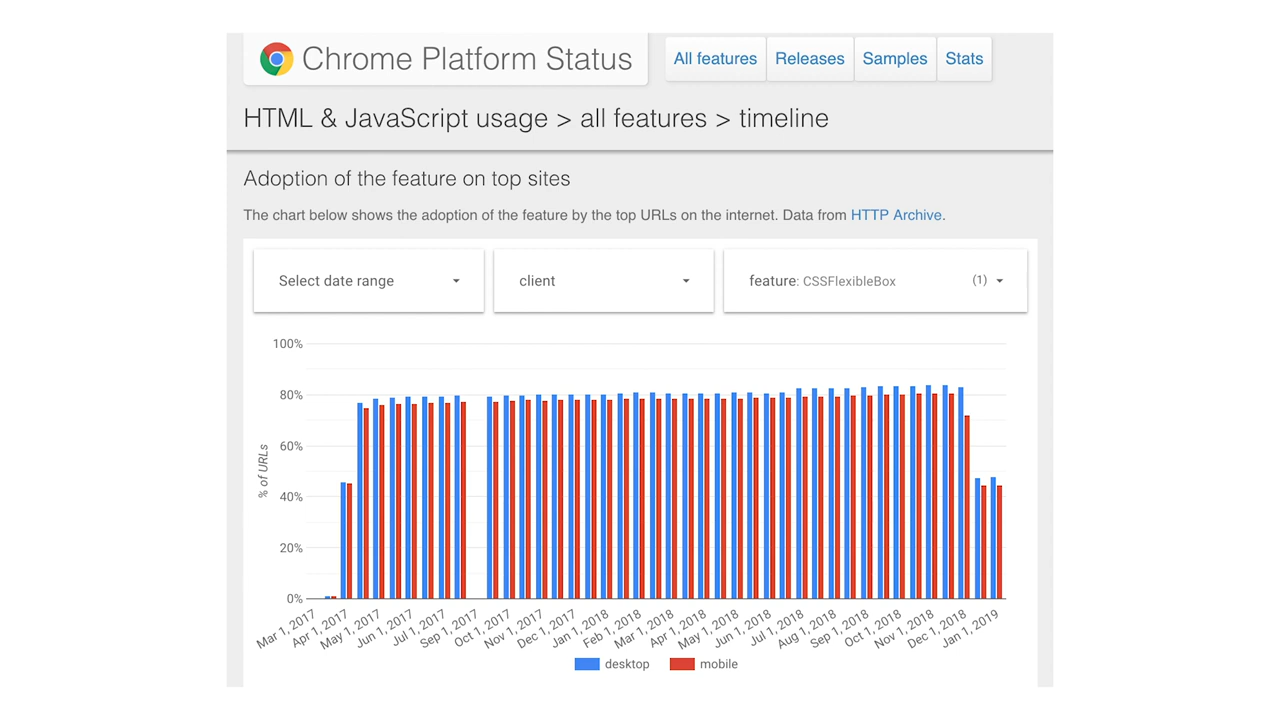 Chrome Platform Status
All features
Releases
Samples
Stats
HTML & JavaScript usage > all features > timeline
Adoption of the feature on top sites
The chart below shows the adoption of the feature by the top URLs on the internet. Data from HTTP Archive.
Select date range
client
feature: CSSFlexibleBox (1)
100%
80%
60%
40%
20%
0%
% of URLs
Mar 1, 2017
Apr 1, 2017
May 1, 2017
Jun 1, 2017
Jul 1, 2017
Sep 1, 2017
Oct 1, 2017
Nov 1, 2017
Dec 1, 2017
Jan 1, 2018
Feb 1, 2018
Mar 1, 2018
Apr 1, 2018
May 1, 2018
Jun 1, 2018
Jul 1, 2018
Aug 1, 2018
Sep 1, 2018
Oct 1, 2018
Nov 1, 2018
Dec 1, 2018
Jan 1, 2019
desktop
mobile